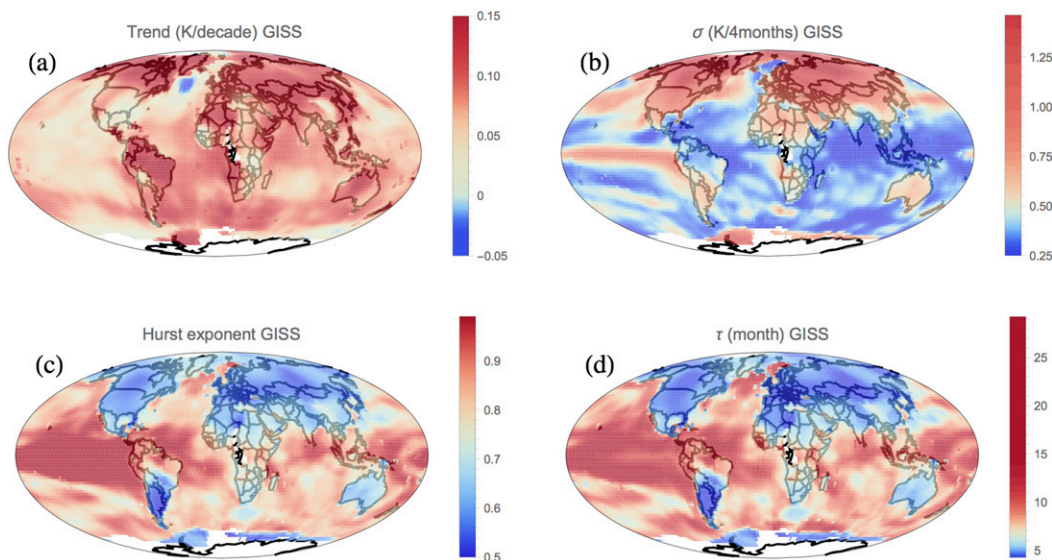 Trend (K/decade) GISS
(a)
0.15
0.10
0.05
0
−0.05
σ (K/4months) GISS
(b)
1.25
1.00
0.75
0.50
0.25
Hurst exponent GISS
(c)
0.9
0.8
0.7
0.6
0.5
τ (month) GISS
(d)
25
20
15
10
5